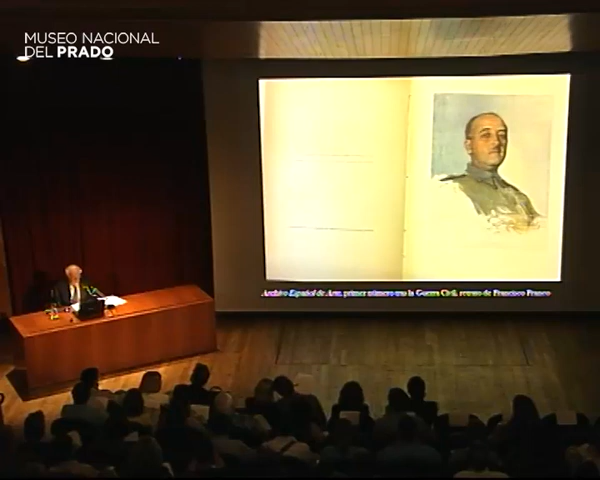 MUSEO NACIONAL
DEL PRADO
Archivo Español de Arte, primer número tras la Guerra Civil, retrato de Francisco Franco